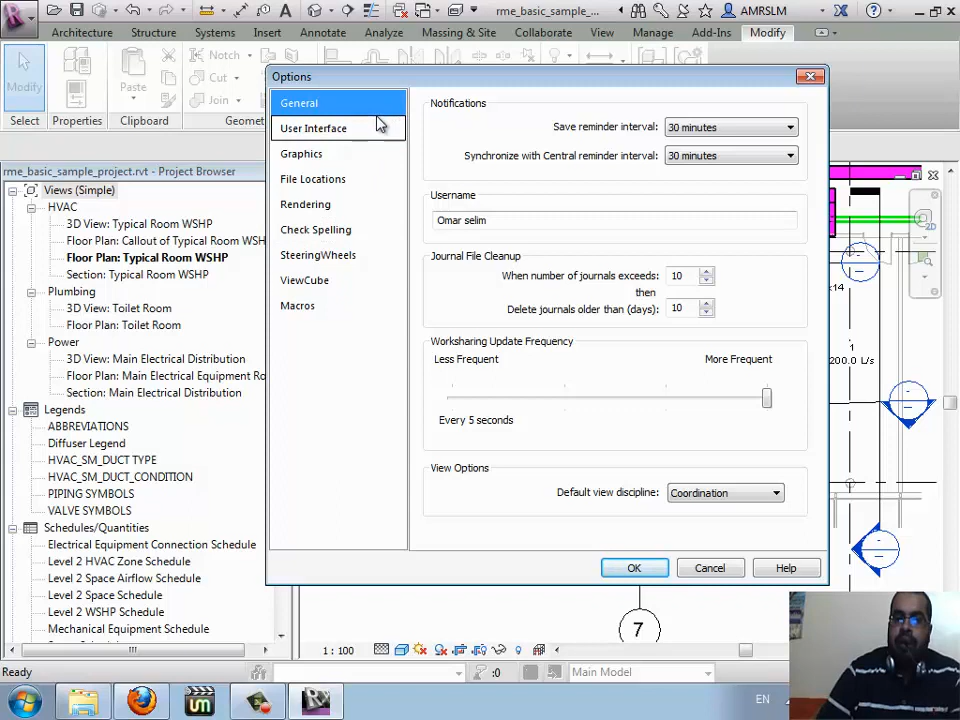 rme_basic_sample_...
AMRSLM
Architecture Structure Systems Insert Annotate Analyze Massing & Site Collaborate View Manage Add-Ins Modify
Modify
Paste
Notch
Cut
Join
Select Properties Clipboard
Options
General
User Interface
Graphics
File Locations
Rendering
Check Spelling
SteeringWheels
ViewCube
Macros
Notifications
Save reminder interval: 30 minutes
Synchronize with Central reminder interval: 30 minutes
Username
Omar selim
Journal File Cleanup
When number of journals exceeds: 10
then
Delete journals older than (days): 10
Worksharing Update Frequency
Less Frequent More Frequent
Every 5 seconds
View Options
Default view discipline: Coordination
OK Cancel Help
rme_basic_sample_project.rvt - Project Browser
Views (Simple)
HVAC
3D View: Typical Room WSHP
Floor Plan: Callout of Typical Room WSH
Floor Plan: Typical Room WSHP
Section: Typical Room WSHP
Plumbing
3D View: Toilet Room
Floor Plan: Toilet Room
Power
3D View: Main Electrical Distribution
Floor Plan: Main Electrical Equipment Ro
Section: Main Electrical Distribution
Legends
ABBREVIATIONS
Diffuser Legend
HVAC_SM_DUCT TYPE
HVAC_SM_DUCT_CONDITION
PIPING SYMBOLS
VALVE SYMBOLS
Schedules/Quantities
Electrical Equipment Connection Schedule
Level 2 HVAC Zone Schedule
Level 2 Space Airflow Schedule
Level 2 Space Schedule
Level 2 WSHP Schedule
Mechanical Equipment Schedule
2D
x14
1
200.0 L/s
7
1 : 100
Ready
:0
Main Model
EN